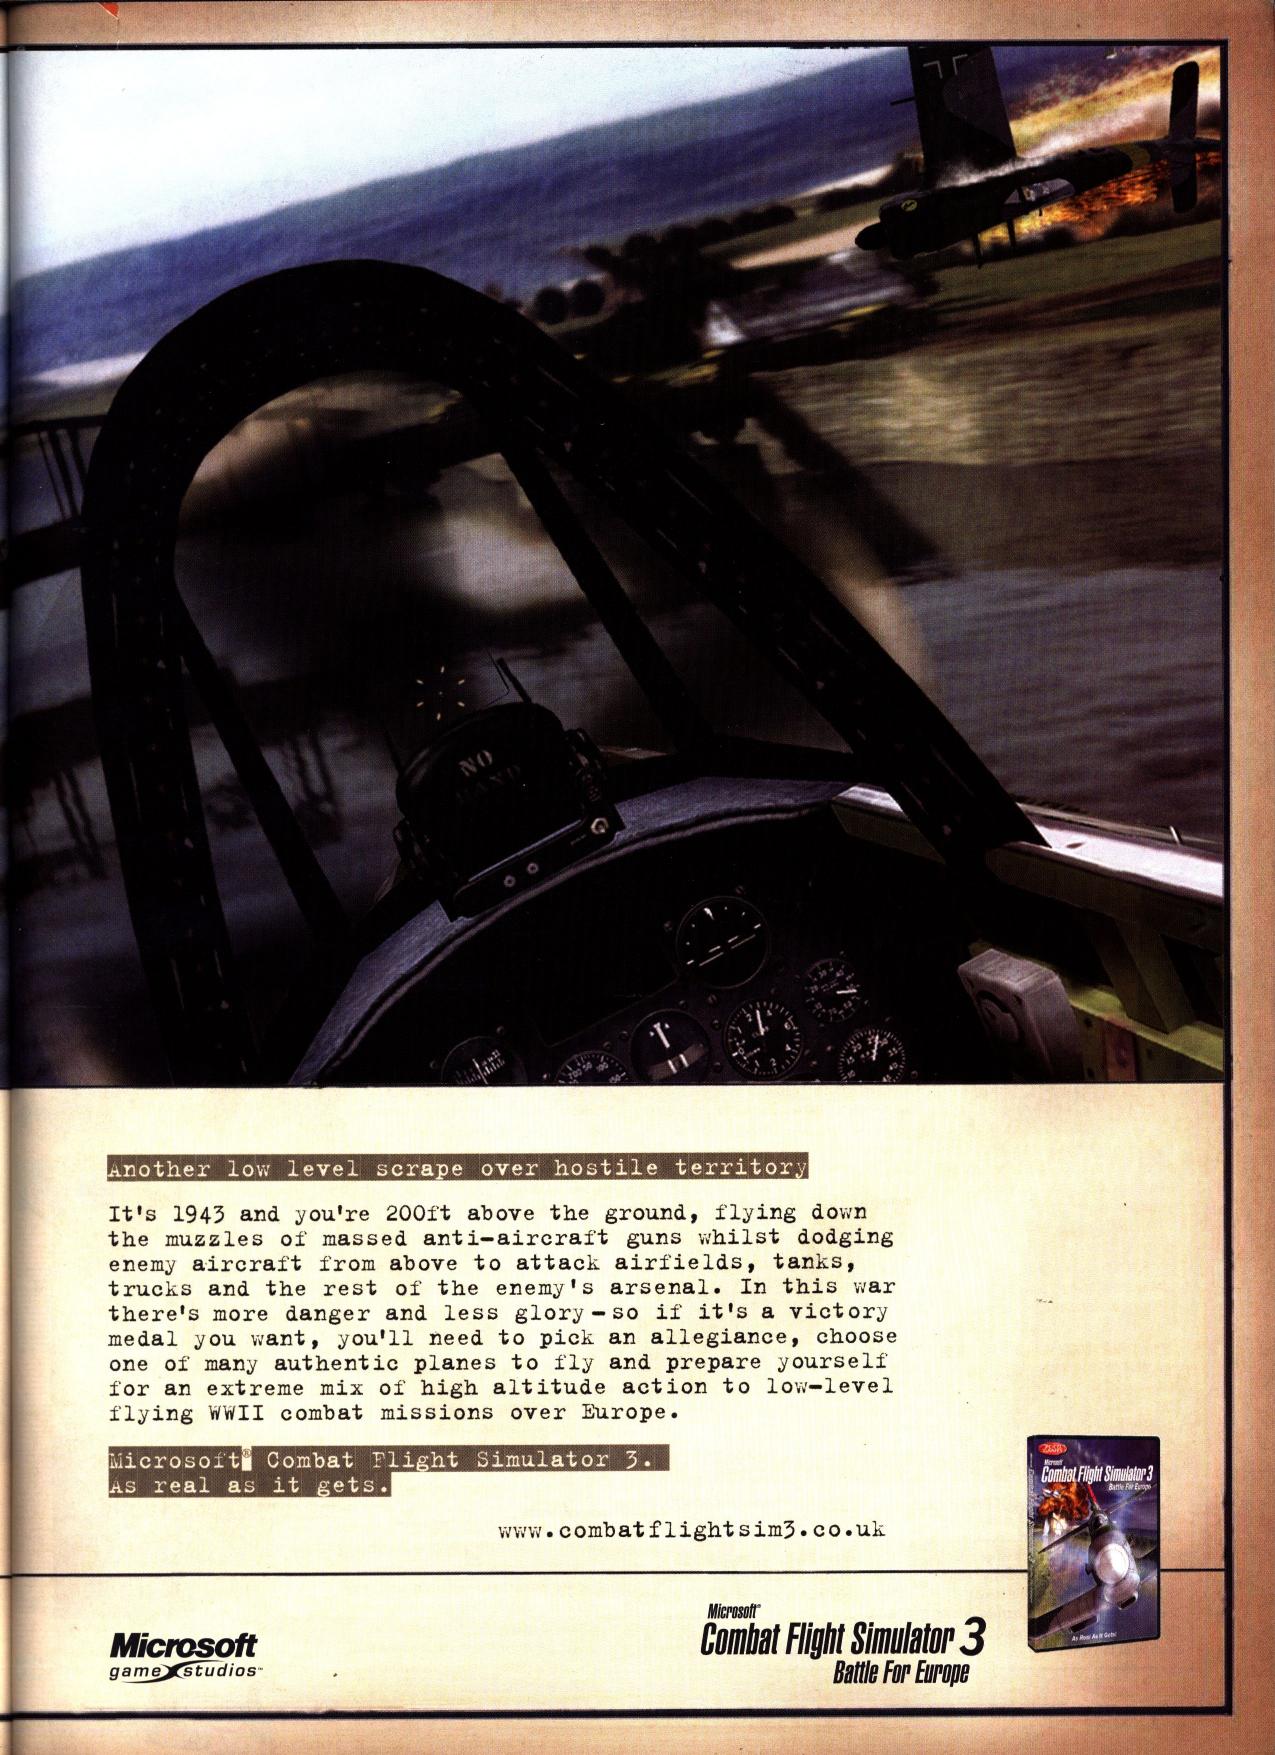 NO
HAND
Another low level scrape over hostile territory
It's 1943 and you're 200ft above the ground, flying down
the muzzles of massed anti-aircraft guns whilst dodging
enemy aircraft from above to attack airfields, tanks,
trucks and the rest of the enemy's arsenal. In this war
there's more danger and less glory – so if it's a victory
medal you want, you'll need to pick an allegiance, choose
one of many authentic planes to fly and prepare yourself
for an extreme mix of high altitude action to low-level
flying WWII combat missions over Europe.
Microsoft® Combat Flight Simulator 3.
As real as it gets.
www.combatflightsim3.co.uk
Microsoft
Combat Flight Simulator 3
Battle For Europe
As Real As It Gets!
Microsoft
game studios™
Microsoft®
Combat Flight Simulator 3
Battle For Europe